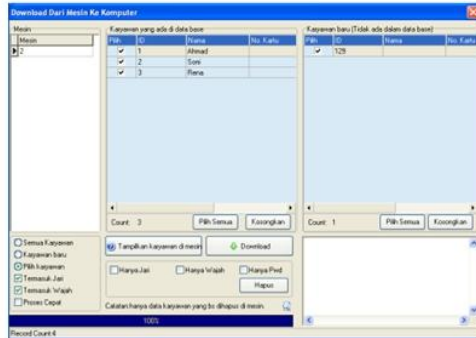 Download Dari Mesin Ke Komputer
Mesin
Mesin
2
Karyawan yang ada di data base
Pilih ID Nama No. Kartu
1 Ahmad
2 Soni
3 Rena
Count: 3
Pilih Semua
Kosongkan
Karyawan baru (Tidak ada dalam data base)
Pilih ID Nama No. Kartu
129
Count: 1
Pilih Semua
Kosongkan
Semua Karyawan
Karyawan baru
Pilih karyawan
Termasuk Jari
Termasuk Wajah
Proses Cepat
Tampilkan karyawan di mesin
Download
Hanya Jari
Hanya Wajah
Hanya Pwd
Hapus
Catatan:hanya data karyawan yang bs dihapus di mesin.
100%
Record Count:4